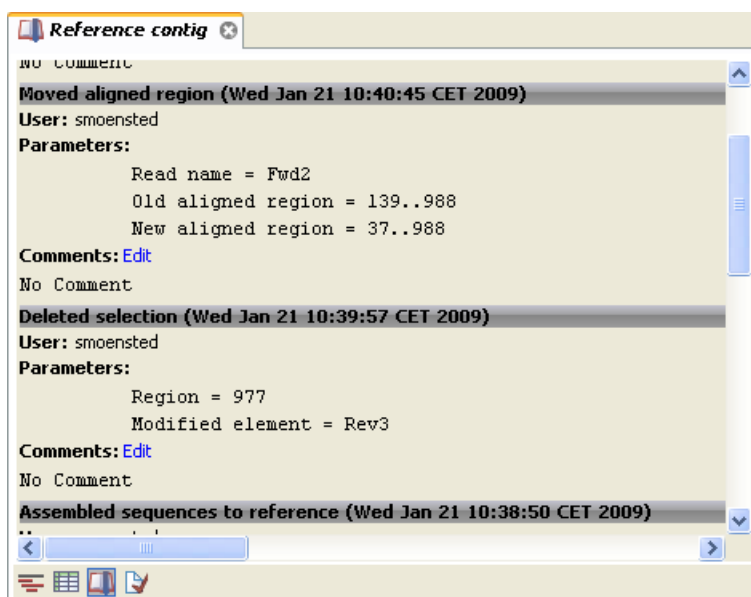 Reference contig
No Comment
Moved aligned region (Wed Jan 21 10:40:45 CET 2009)
User: smoensted
Parameters:
Read name = Fwd2
Old aligned region = 139..988
New aligned region = 37..988
Comments: Edit
No Comment
Deleted selection (Wed Jan 21 10:39:57 CET 2009)
User: smoensted
Parameters:
Region = 977
Modified element = Rev3
Comments: Edit
No Comment
Assembled sequences to reference (Wed Jan 21 10:38:50 CET 2009)